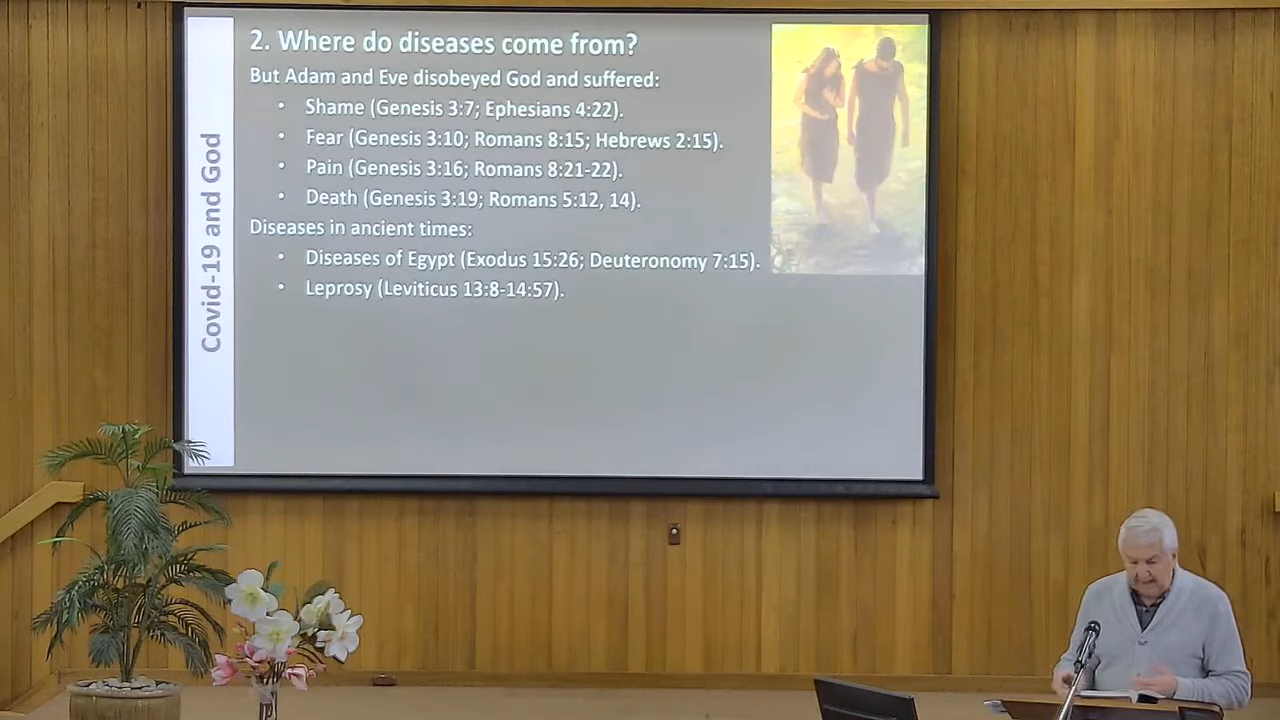 Covid-19 and God
2. Where do diseases come from?
But Adam and Eve disobeyed God and suffered:
• Shame (Genesis 3:7; Ephesians 4:22).
• Fear (Genesis 3:10; Romans 8:15; Hebrews 2:15).
• Pain (Genesis 3:16; Romans 8:21-22).
• Death (Genesis 3:19; Romans 5:12, 14).
Diseases in ancient times:
• Diseases of Egypt (Exodus 15:26; Deuteronomy 7:15).
• Leprosy (Leviticus 13:8-14:57).